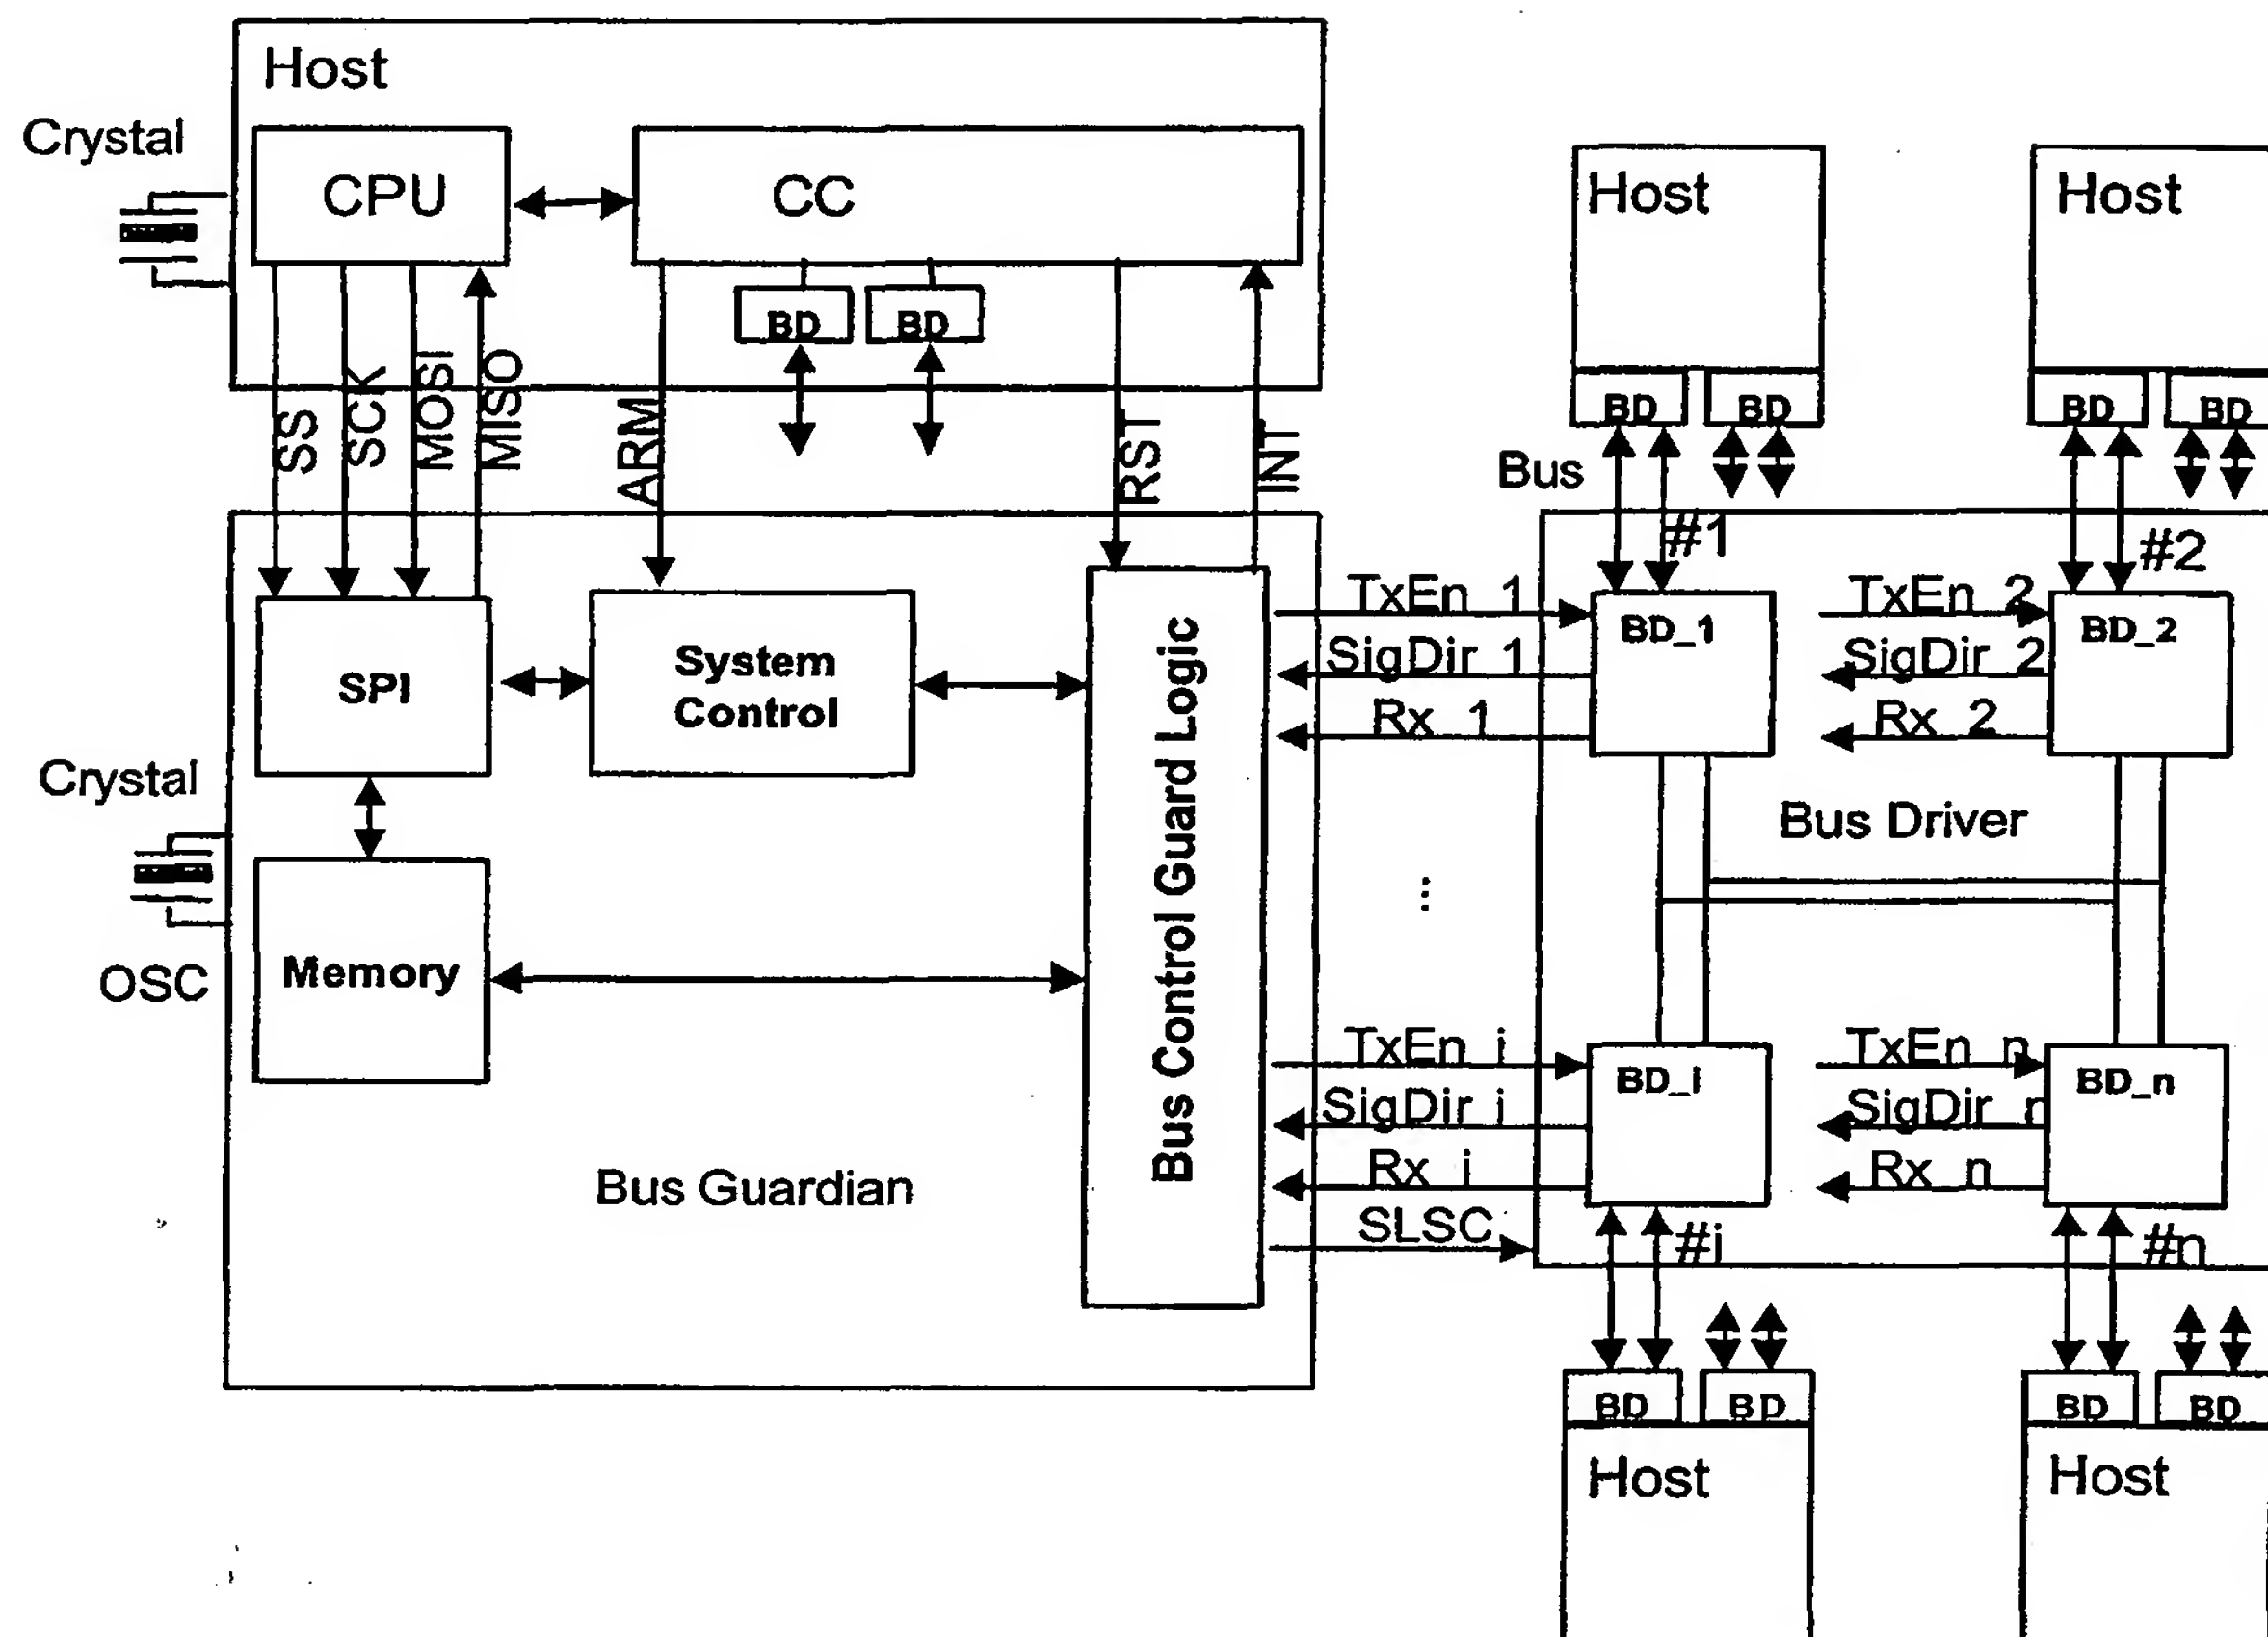 Host
Crystal
CPU
CC
BD
BD
SS
SCK
MOSI
MISO
ARM
RST
INT
Host
Host
BD
BD
BD
BD
Bus
#1
#2
SPI
System
Control
Bus Control Guard Logic
TxEn_1
SigDir_1
Rx_1
BD_1
TxEn_2
SigDir_2
Rx_2
BD_2
Crystal
OSC
Memory
Bus Driver
...
Bus Guardian
TxEn_i
SigDir_i
Rx_i
SLSC
BD_i
TxEn_n
SigDir_n
Rx_n
BD_n
#i
#n
BD
BD
BD
BD
Host
Host